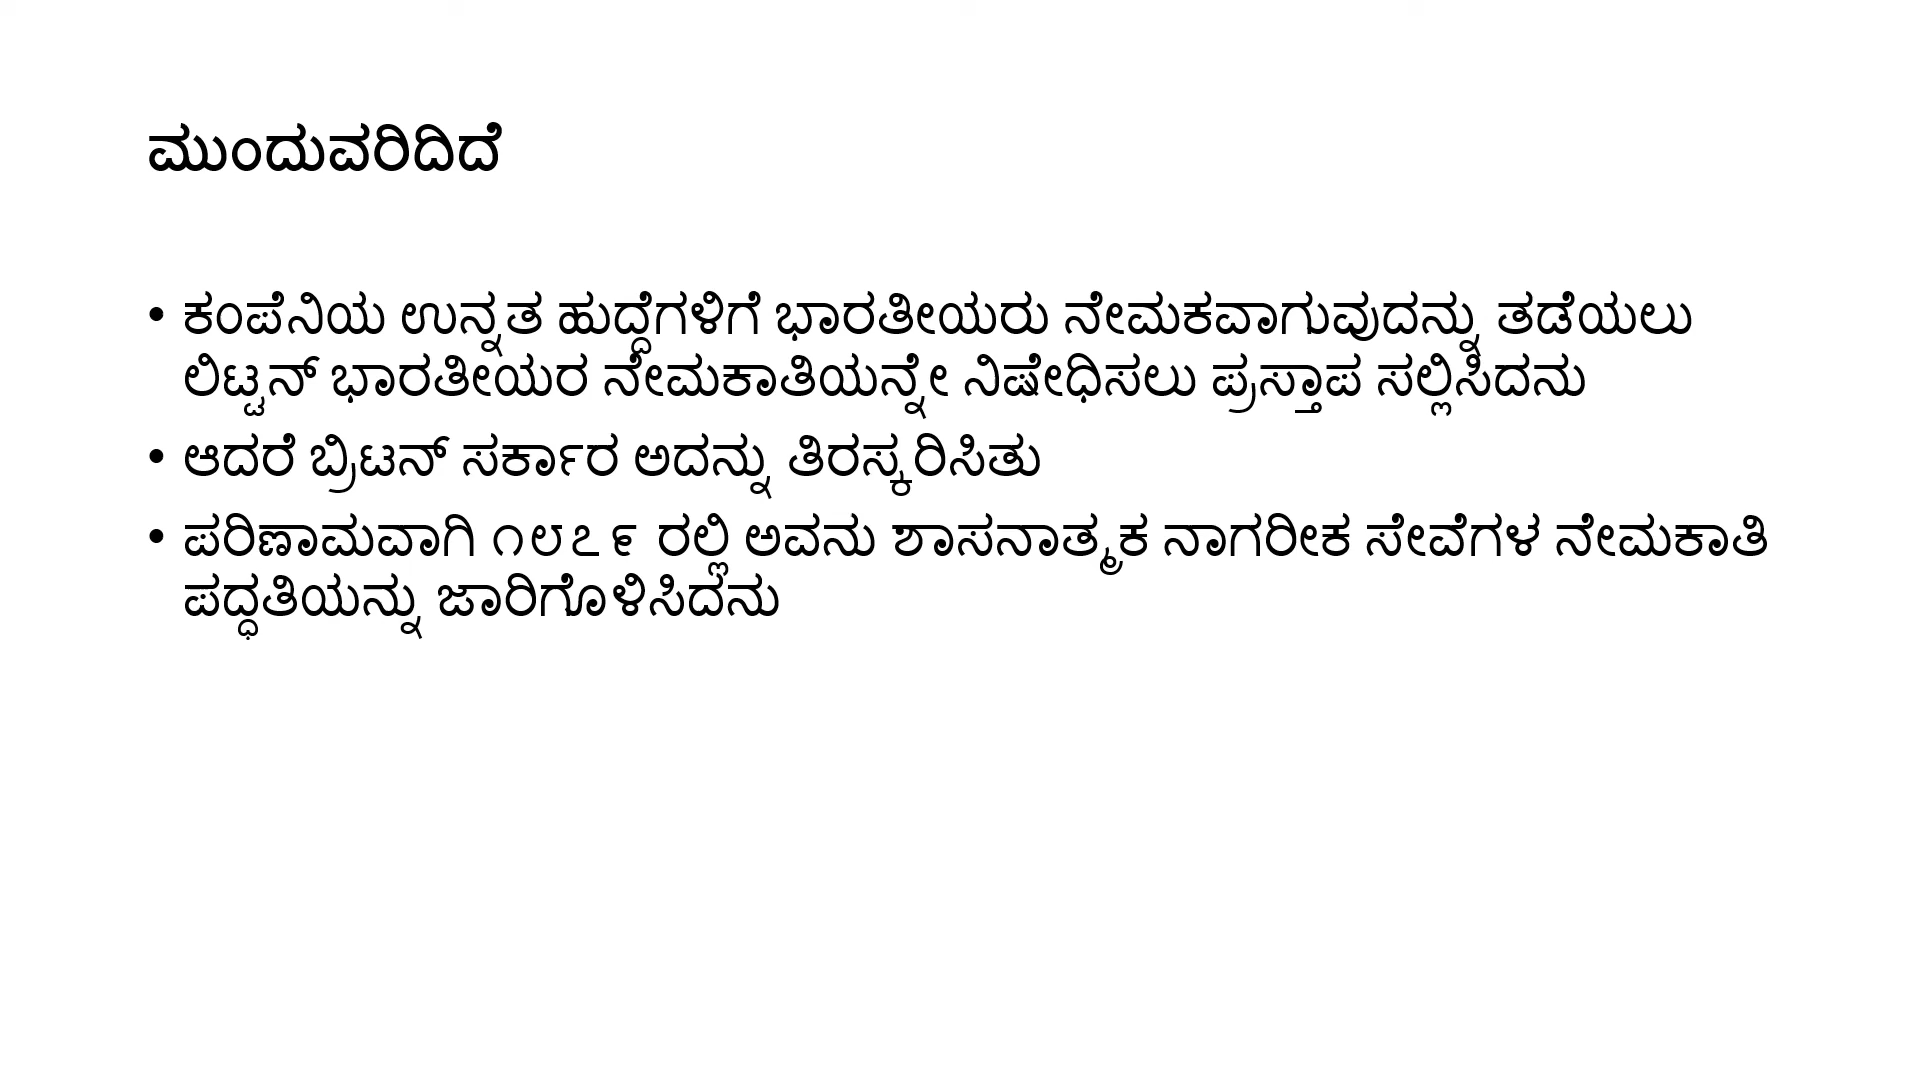 ಮುಂದುವರಿದಿದೆ
• ಕಂಪೆನಿಯ ಉನ್ನತ ಹುದ್ದೆಗಳಿಗೆ ಭಾರತೀಯರು ನೇಮಕವಾಗುವುದನ್ನು ತಡೆಯಲು
ಲಿಟ್ಟನ್ ಭಾರತೀಯರ ನೇಮಕಾತಿಯನ್ನೇ ನಿಷೇಧಿಸಲು ಪ್ರಸ್ತಾಪ ಸಲ್ಲಿಸಿದನು
• ಆದರೆ ಬ್ರಿಟನ್ ಸರ್ಕಾರ ಅದನ್ನು ತಿರಸ್ಕರಿಸಿತು
• ಪರಿಣಾಮವಾಗಿ ೧೮೭೯ ರಲ್ಲಿ ಅವನು ಶಾಸನಾತ್ಮಕ ನಾಗರೀಕ ಸೇವೆಗಳ ನೇಮಕಾತಿ
ಪದ್ಧತಿಯನ್ನು ಜಾರಿಗೊಳಿಸಿದನು